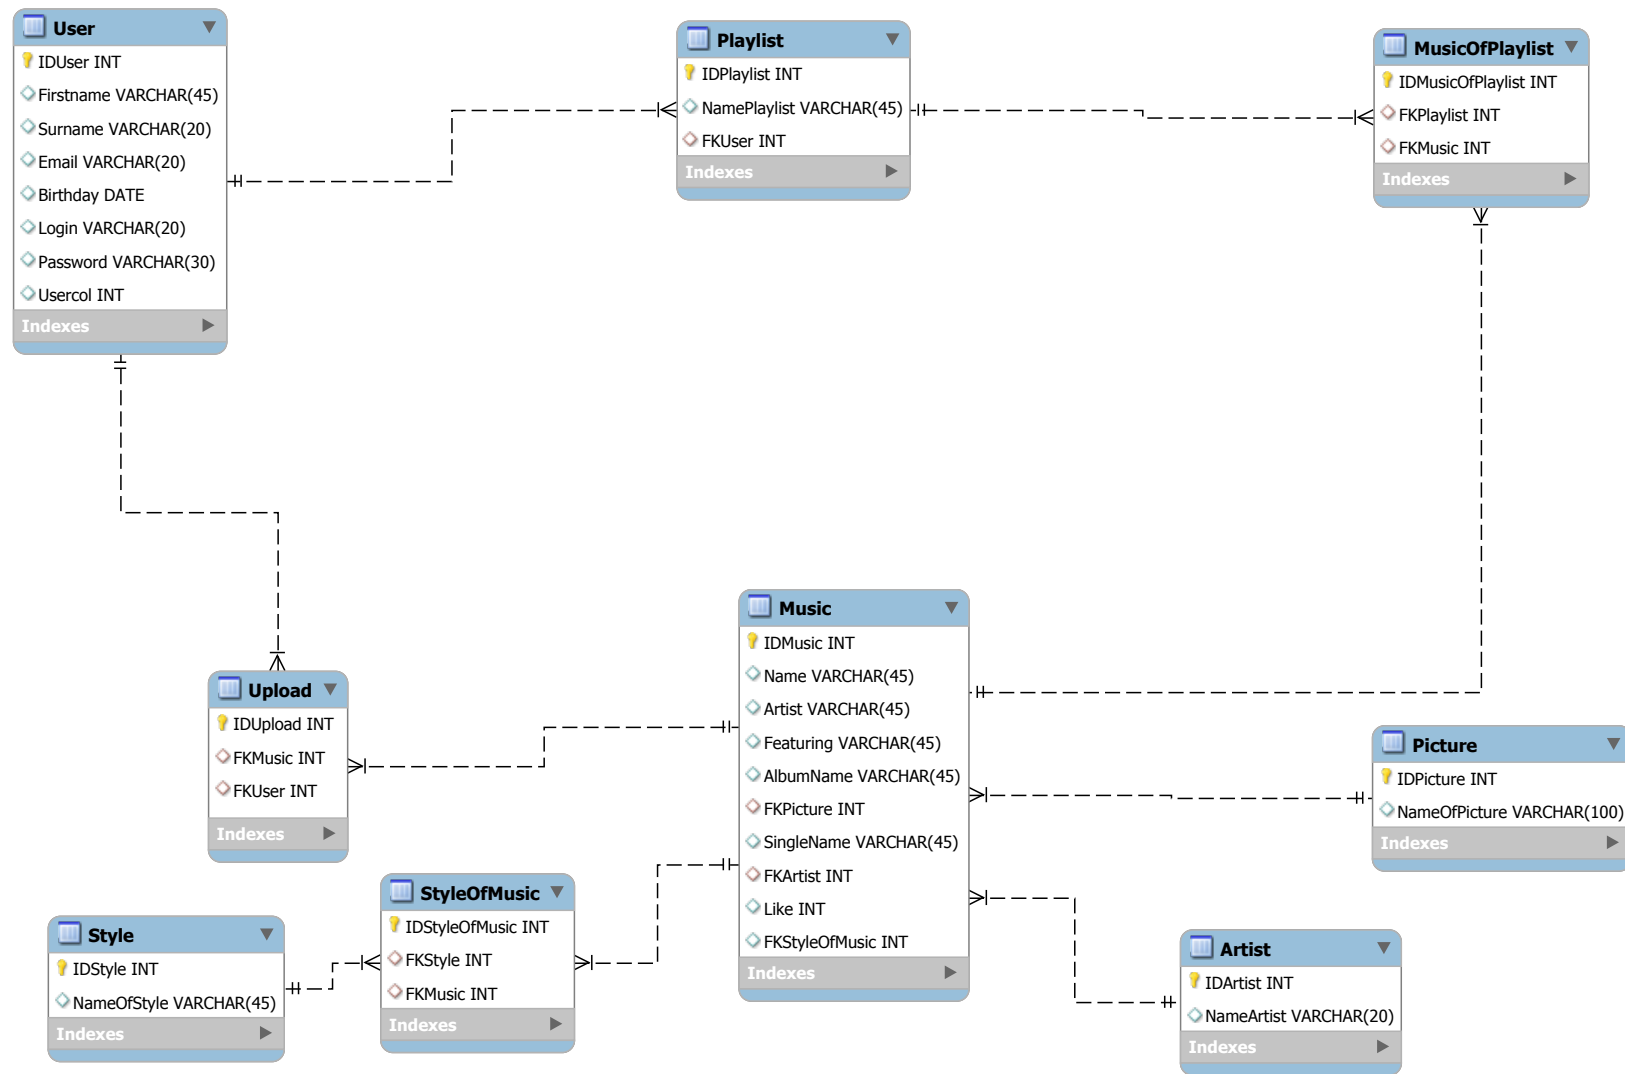 User
IDUser INT
Firstname VARCHAR(45)
Surname VARCHAR(20)
Email VARCHAR(20)
Birthday DATE
Login VARCHAR(20)
Password VARCHAR(30)
Usercol INT
Indexes
Playlist
IDPlaylist INT
NamePlaylist VARCHAR(45)
FKUser INT
Indexes
MusicOfPlaylist
IDMusicOfPlaylist INT
FKPlaylist INT
FKMusic INT
Indexes
Upload
IDUpload INT
FKMusic INT
FKUser INT
Indexes
Music
IDMusic INT
Name VARCHAR(45)
Artist VARCHAR(45)
Featuring VARCHAR(45)
AlbumName VARCHAR(45)
FKPicture INT
SingleName VARCHAR(45)
FKArtist INT
Like INT
FKStyleOfMusic INT
Indexes
Picture
IDPicture INT
NameOfPicture VARCHAR(100)
Indexes
Style
IDStyle INT
NameOfStyle VARCHAR(45)
Indexes
StyleOfMusic
IDStyleOfMusic INT
FKStyle INT
FKMusic INT
Indexes
Artist
IDArtist INT
NameArtist VARCHAR(20)
Indexes